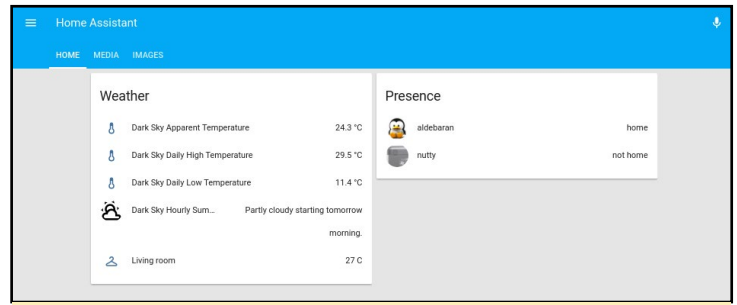 Home Assistant
HOME MEDIA IMAGES
Weather
Dark Sky Apparent Temperature 24.3 °C
Dark Sky Daily High Temperature 29.5 °C
Dark Sky Daily Low Temperature 11.4 °C
Dark Sky Hourly Sum... Partly cloudy starting tomorrow
morning.
Living room 27 C
Presence
aldebaran home
nutty not home